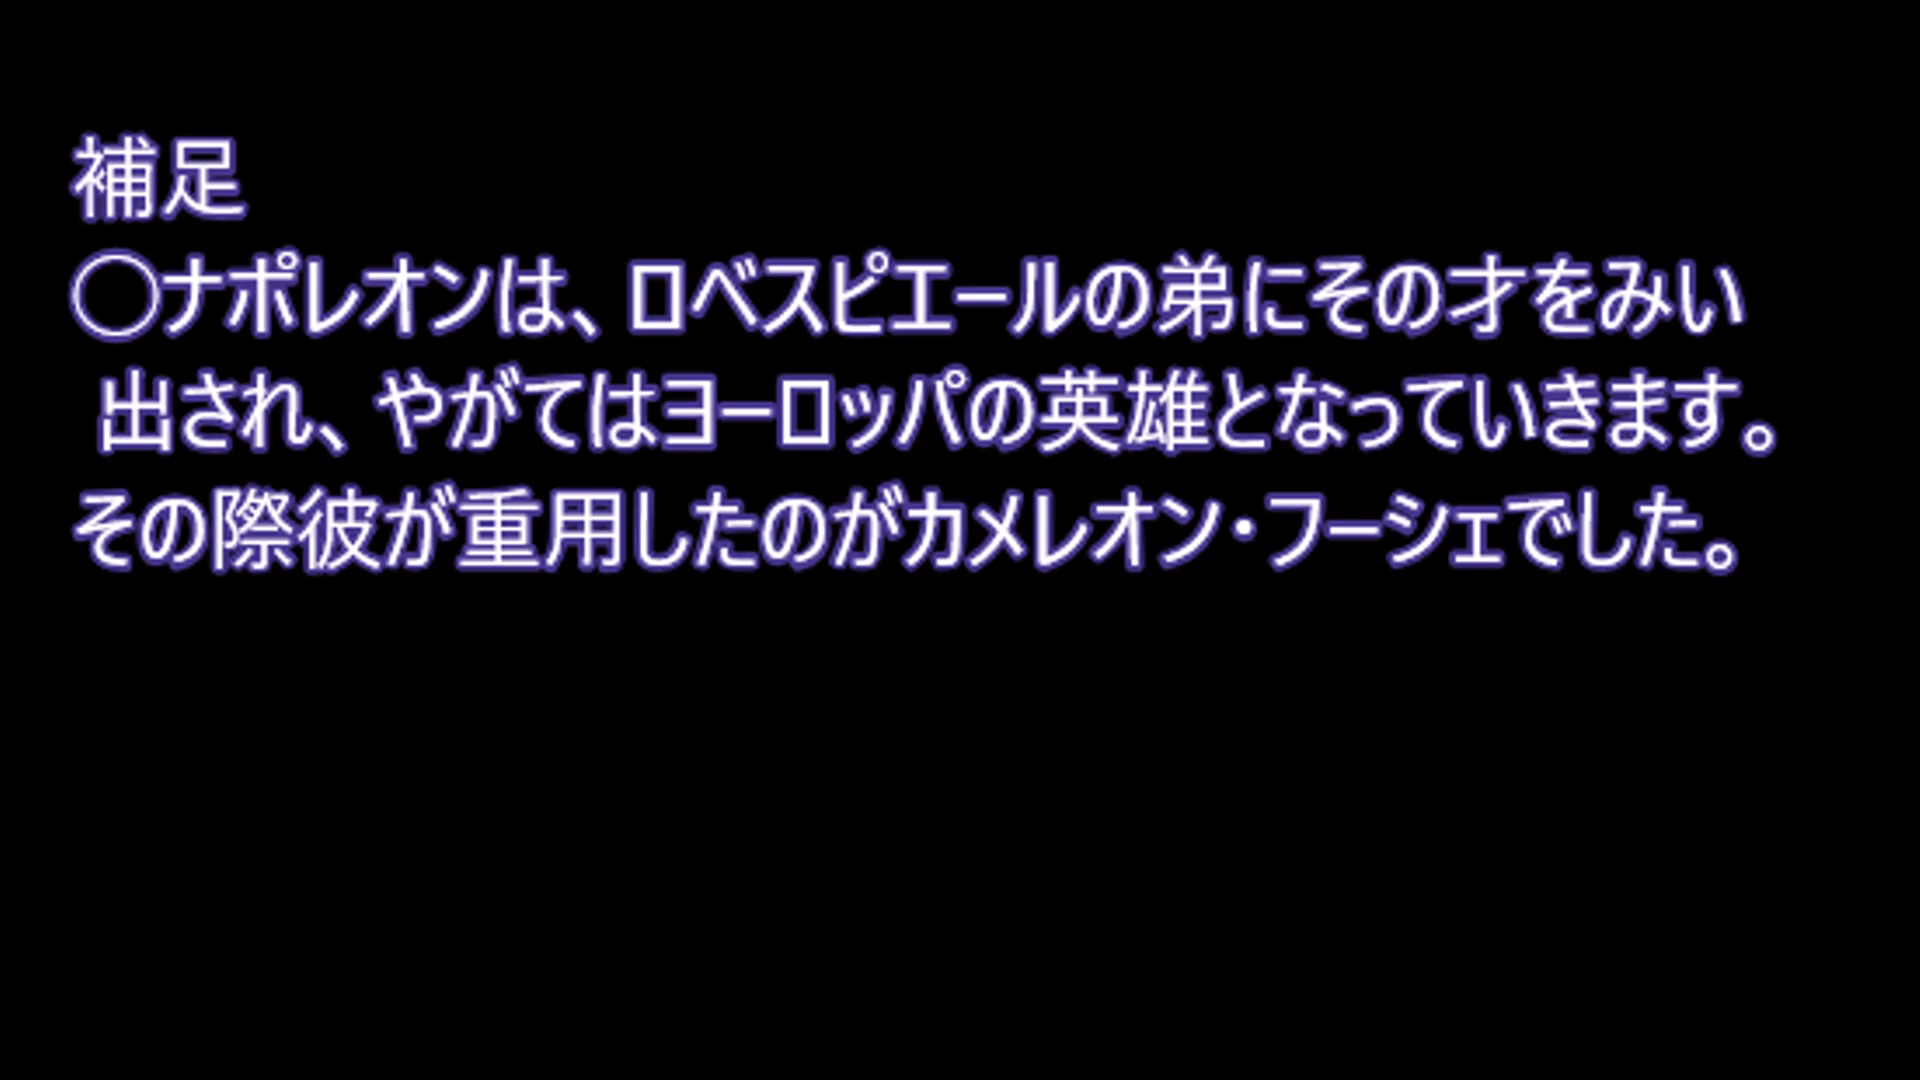 補足
◯ナポレオンは、ロベスピエールの弟にその才をみい
出され、やがてはヨーロッパの英雄となっていきます。
その際彼が重用したのがカメレオン・フーシェでした。